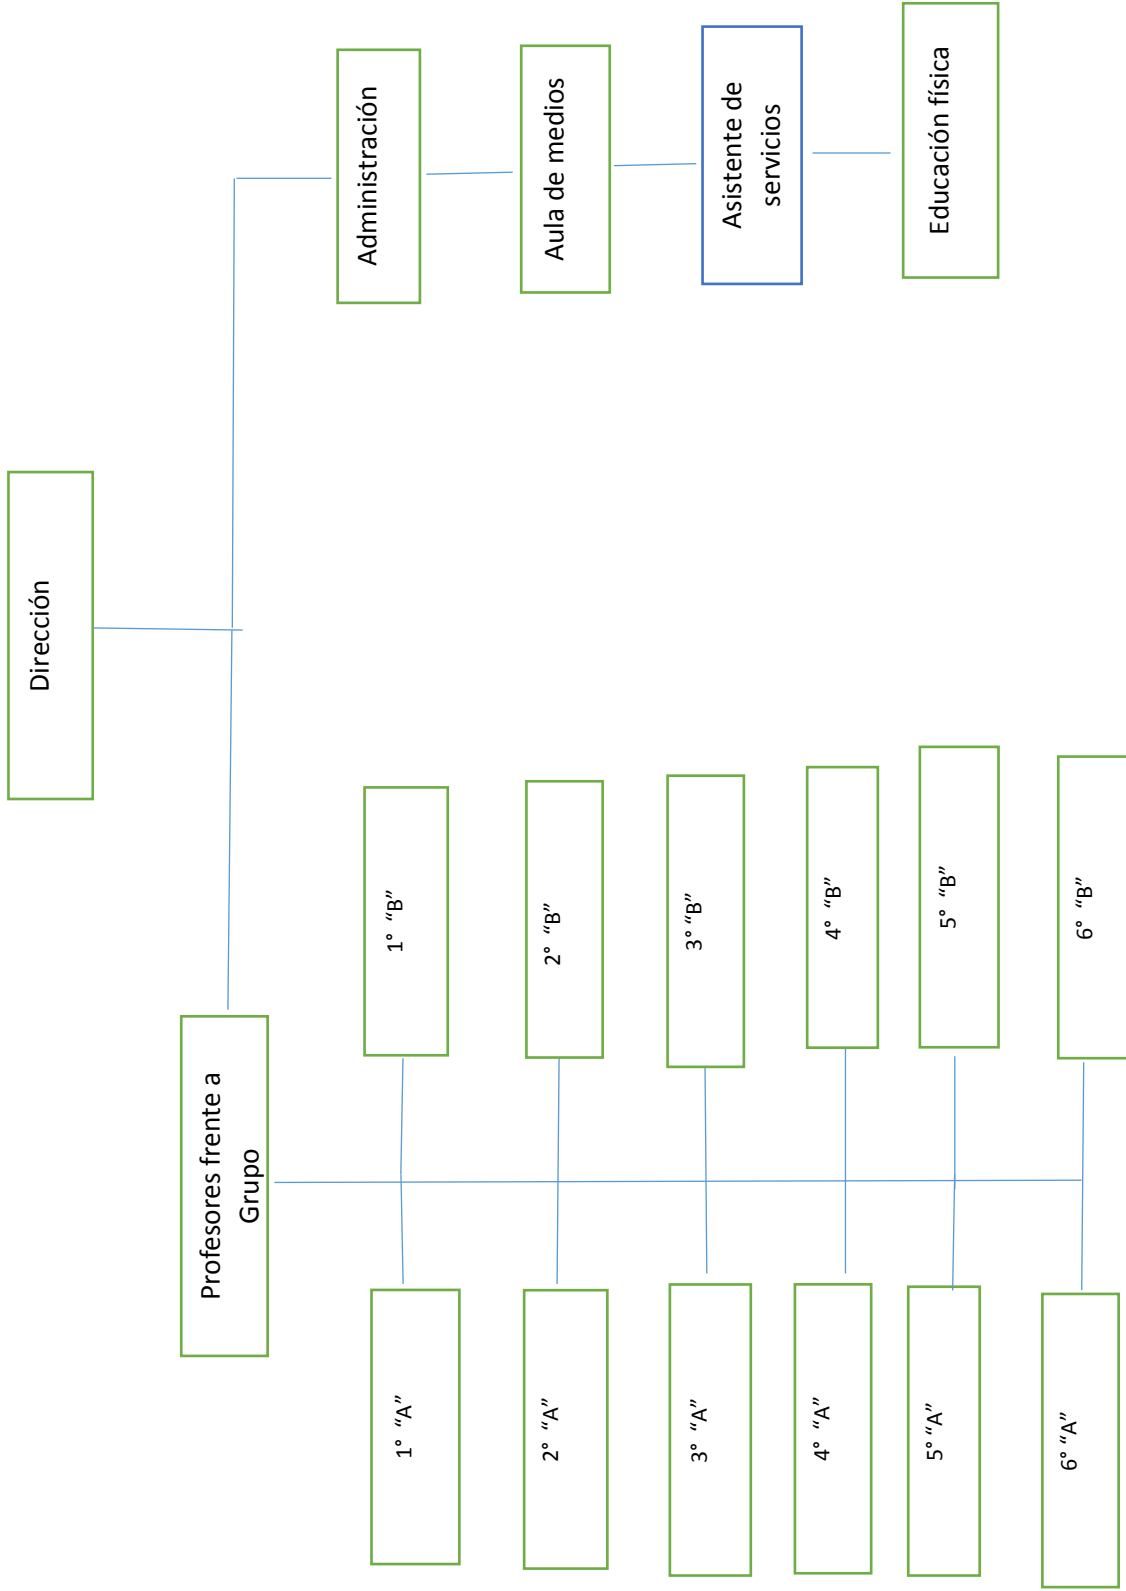 Dirección
Profesores frente a
Grupo
Administración
1° “A”
1° “B”
Aula de medios
2° “A”
2° “B”
Asistente de
servicios
3° “A”
3° “B”
4° “A”
4° “B”
Educación física
5° “A”
5° “B”
6° “A”
6° “B”